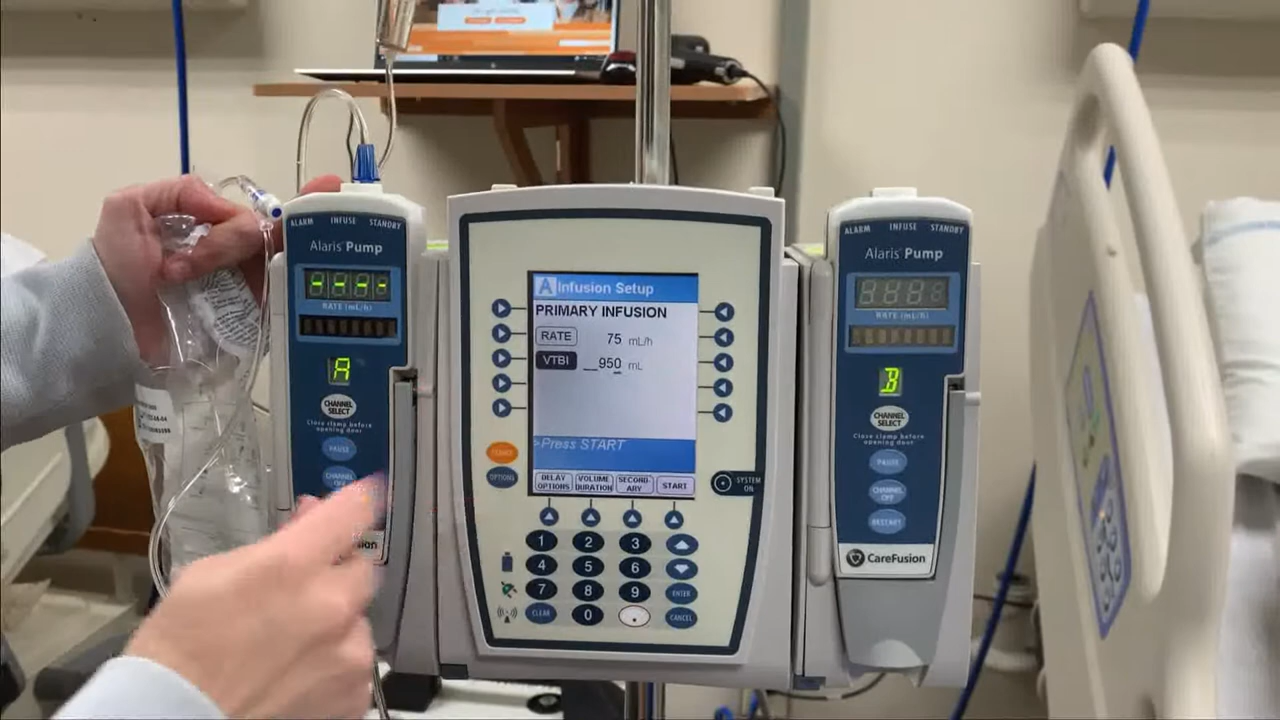 ALARM INFUSE STANDBY
Alaris Pump
RATE (mL/h)
A
CHANNEL
SELECT
Close clamp before
opening door
PAUSE
CHANNEL
A Infusion Setup
PRIMARY INFUSION
RATE 75 mL/h
VTBI __950 mL
>Press START
DELAY OPTIONS VOLUME DURATION SECOND-ARY START
OPTIONS
SYSTEM
ON
1 2 3
4 5 6
7 8 9 ENTER
CLEAR 0 . CANCEL
ALARM INFUSE STANDBY
Alaris Pump
RATE (mL/h)
B
CHANNEL
SELECT
Close clamp before
opening door
PAUSE
CHANNEL
OFF
RESTART
CareFusion